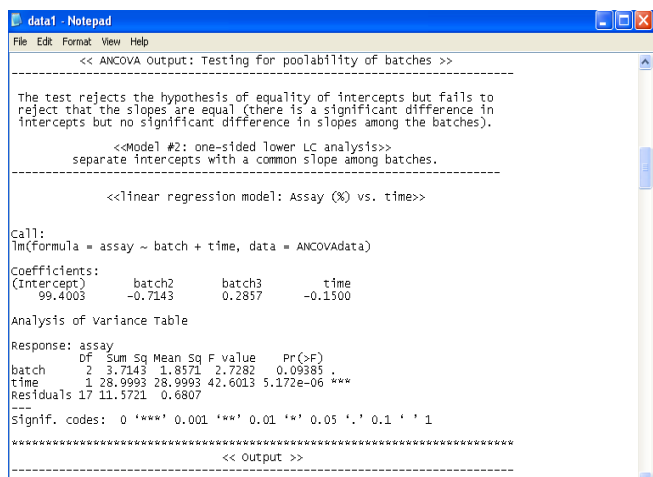 data1 - Notepad
File Edit Format View Help
<< ANCOVA Output: Testing for poolability of batches >>
--------------------------------------------------------------------------
The test rejects the hypothesis of equality of intercepts but fails to
reject that the slopes are equal (there is a significant difference in
intercepts but no significant difference in slopes among the batches).
<<Model #2: one-sided lower LC analysis>>
separate intercepts with a common slope among batches.
------------------------------------------------------------------------
<<linear regression model: Assay (%) vs. time>>
Call:
lm(formula = assay ~ batch + time, data = ANCOVAdata)
Coefficients:
(Intercept) batch2 batch3 time
99.4003 -0.7143 0.2857 -0.1500
Analysis of Variance Table
Response: assay
Df Sum Sq Mean Sq F value Pr(>F)
batch 2 3.7143 1.8571 2.7282 0.09385 .
time 1 28.9993 28.9993 42.6013 5.172e-06 ***
Residuals 17 11.5721 0.6807
---
Signif. codes: 0 ‘***’ 0.001 ‘**’ 0.01 ‘*’ 0.05 ‘.’ 0.1 ‘ ’ 1
**************************************************************************
<< Output >>
--------------------------------------------------------------------------